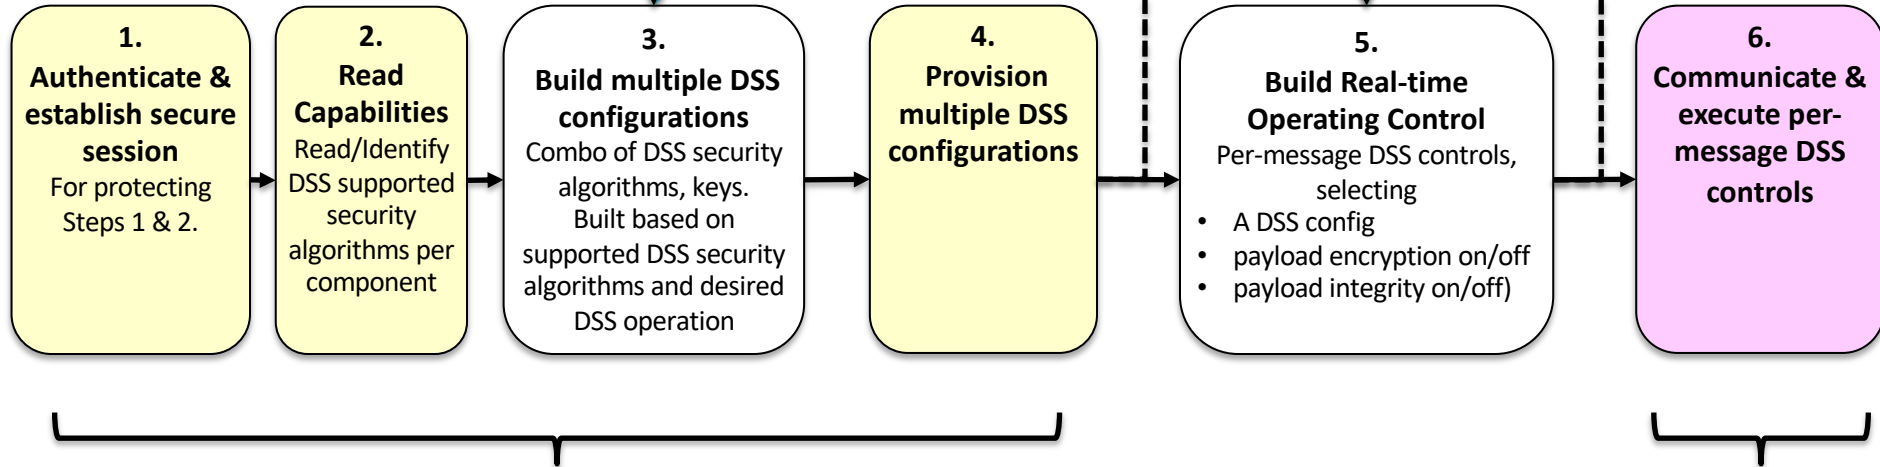 1.
Authenticate &
establish secure
session
For protecting
Steps 1 & 2.
2.
Read
Capabilities
Read/Identify
DSS supported
security
algorithms per
component
3.
Build multiple DSS
configurations
Combo of DSS security
algorithms, keys.
Built based on
supported DSS security
algorithms and desired
DSS operation
4.
Provision
multiple DSS
configurations
5.
Build Real-time
Operating Control
Per-message DSS controls,
selecting
• A DSS config
• payload encryption on/off
• payload integrity on/off)
6.
Communicate &
execute per-
message DSS
controls